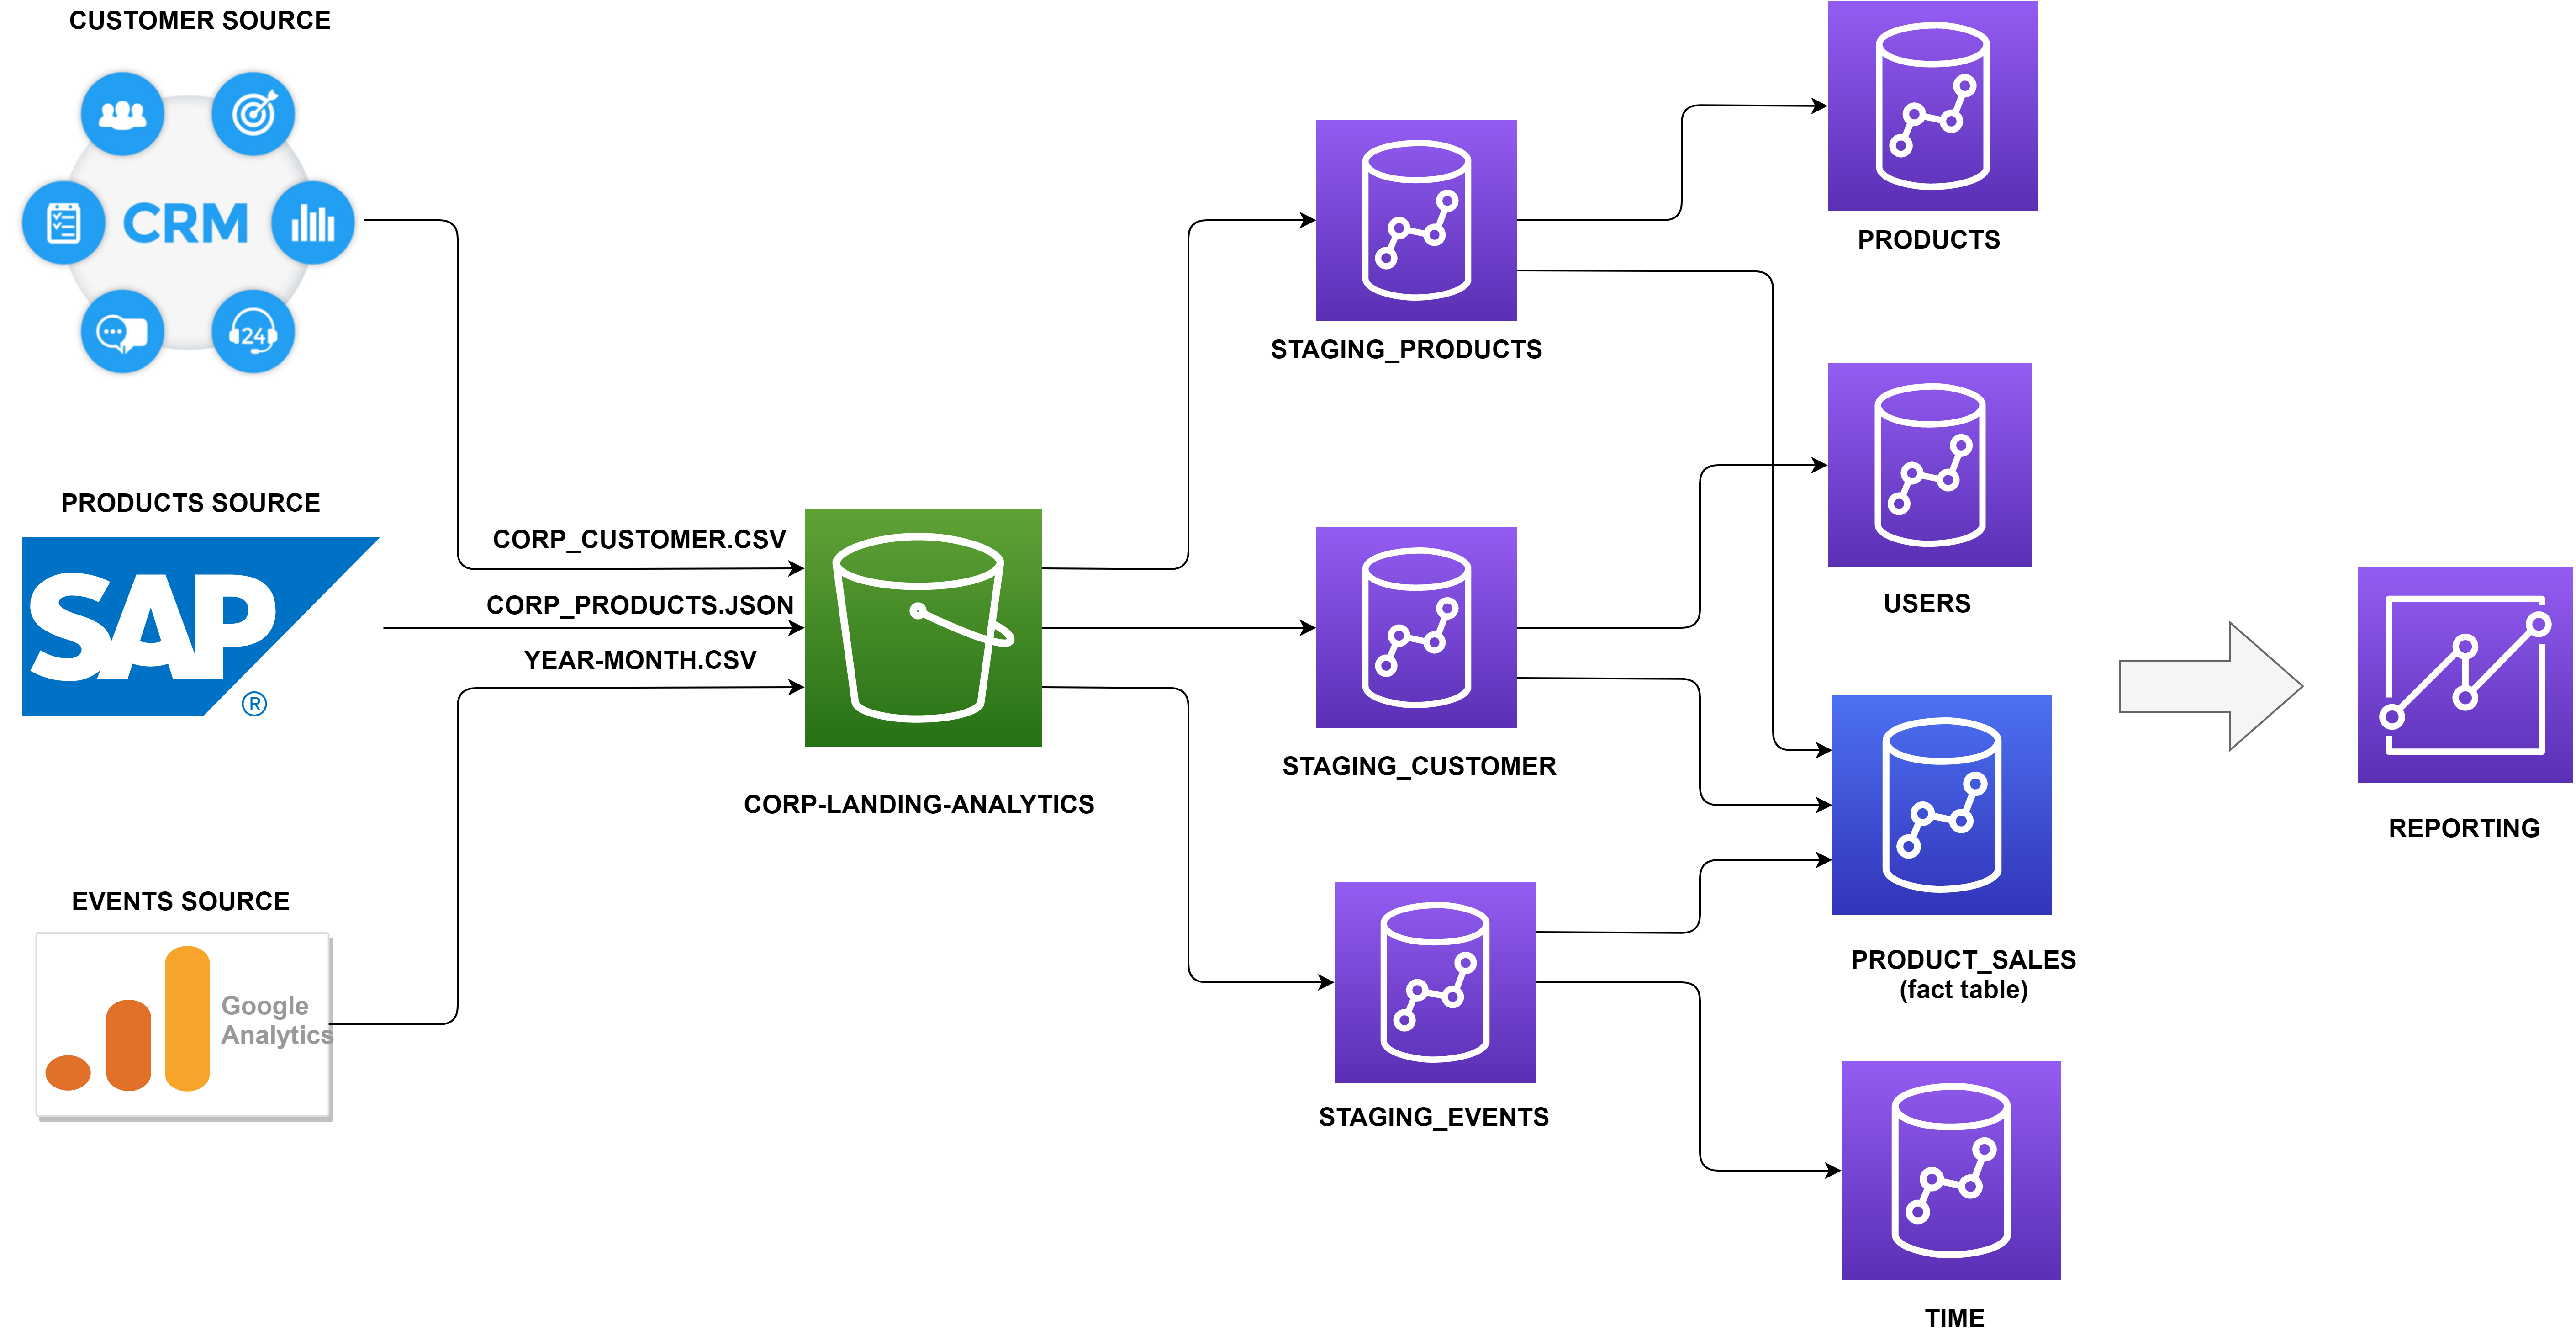 CUSTOMER SOURCE
CRM
24
PRODUCTS SOURCE
SAP
®
EVENTS SOURCE
Google
Analytics
CORP_CUSTOMER.CSV
CORP_PRODUCTS.JSON
YEAR-MONTH.CSV
CORP-LANDING-ANALYTICS
STAGING_PRODUCTS
STAGING_CUSTOMER
STAGING_EVENTS
PRODUCTS
USERS
PRODUCT_SALES
(fact table)
TIME
REPORTING